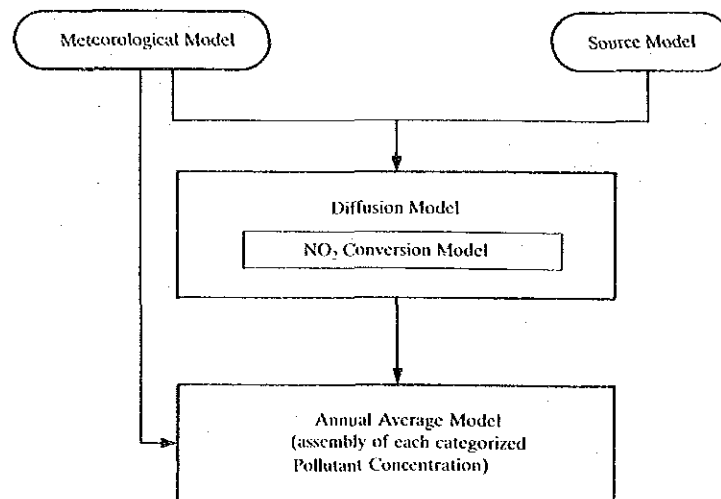 Meteorological Model
Source Model
Diffusion Model
NO₂ Conversion Model
Annual Average Model
(assembly of each categorized
Pollutant Concentration)